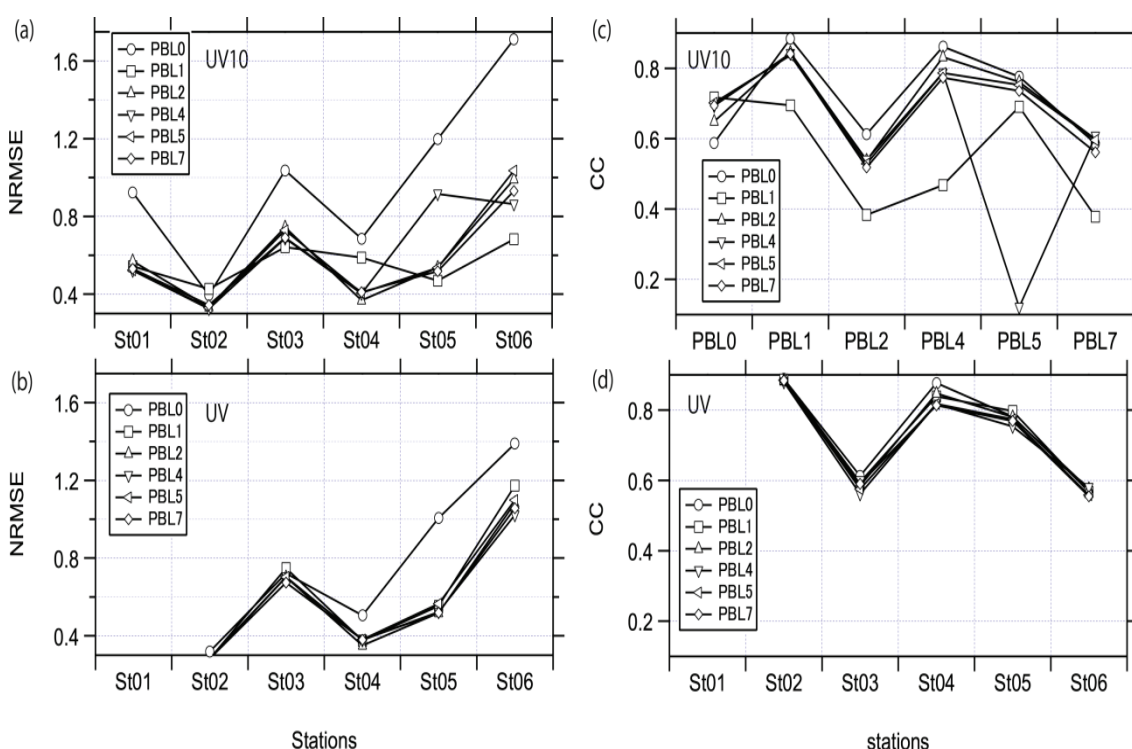 (a)
UV10
PBL0
PBL1
PBL2
PBL4
PBL5
PBL7
NRMSE
1.6
1.2
0.8
0.4
St01 St02 St03 St04 St05 St06
(b)
UV
PBL0
PBL1
PBL2
PBL4
PBL5
PBL7
NRMSE
1.6
1.2
0.8
0.4
St01 St02 St03 St04 St05 St06
Stations
(c)
UV10
PBL0
PBL1
PBL2
PBL4
PBL5
PBL7
CC
0.8
0.6
0.4
0.2
PBL0 PBL1 PBL2 PBL4 PBL5 PBL7
(d)
UV
PBL0
PBL1
PBL2
PBL4
PBL5
PBL7
CC
0.8
0.6
0.4
0.2
St01 St02 St03 St04 St05 St06
stations